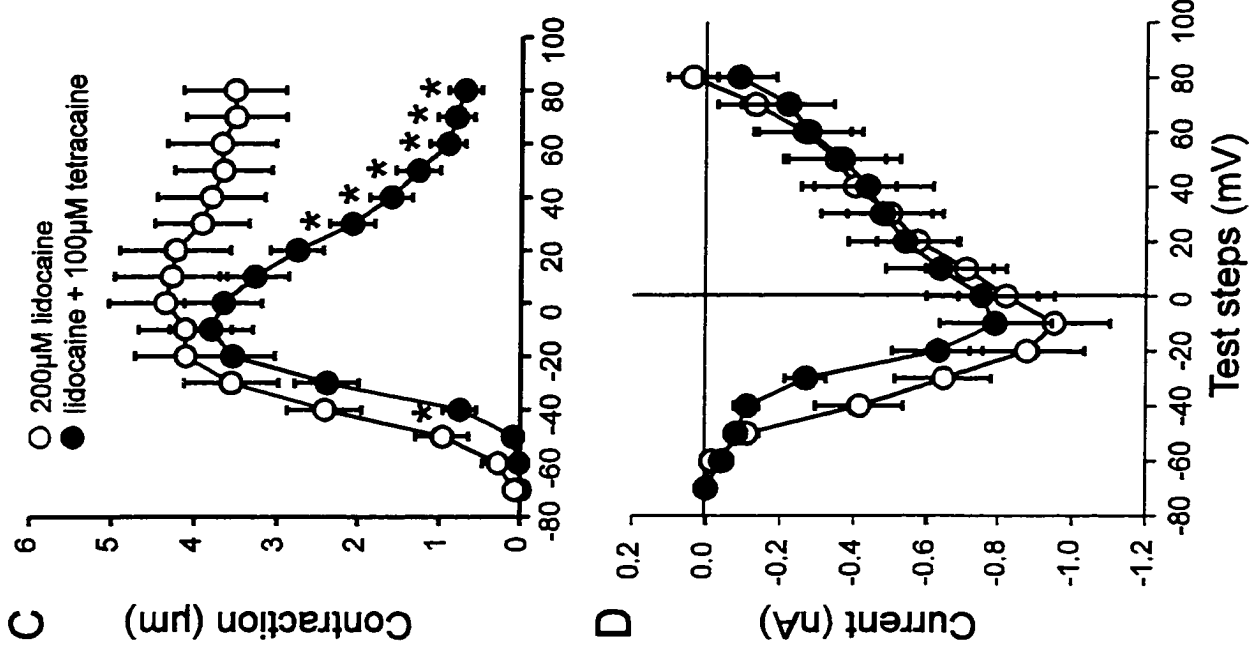 C
200µM lidocaine
lidocaine + 100µM tetracaine
Contraction (µm)
6
5
4
3
2
1
0
* * * * * * *
-80 -60 -40 -20 0 20 40 60 80 100
D
Current (nA)
0.2
0.0
-0.2
-0.4
-0.6
-0.8
-1.0
-1.2
-80 -60 -40 -20 0 20 40 60 80 100
Test steps (mV)